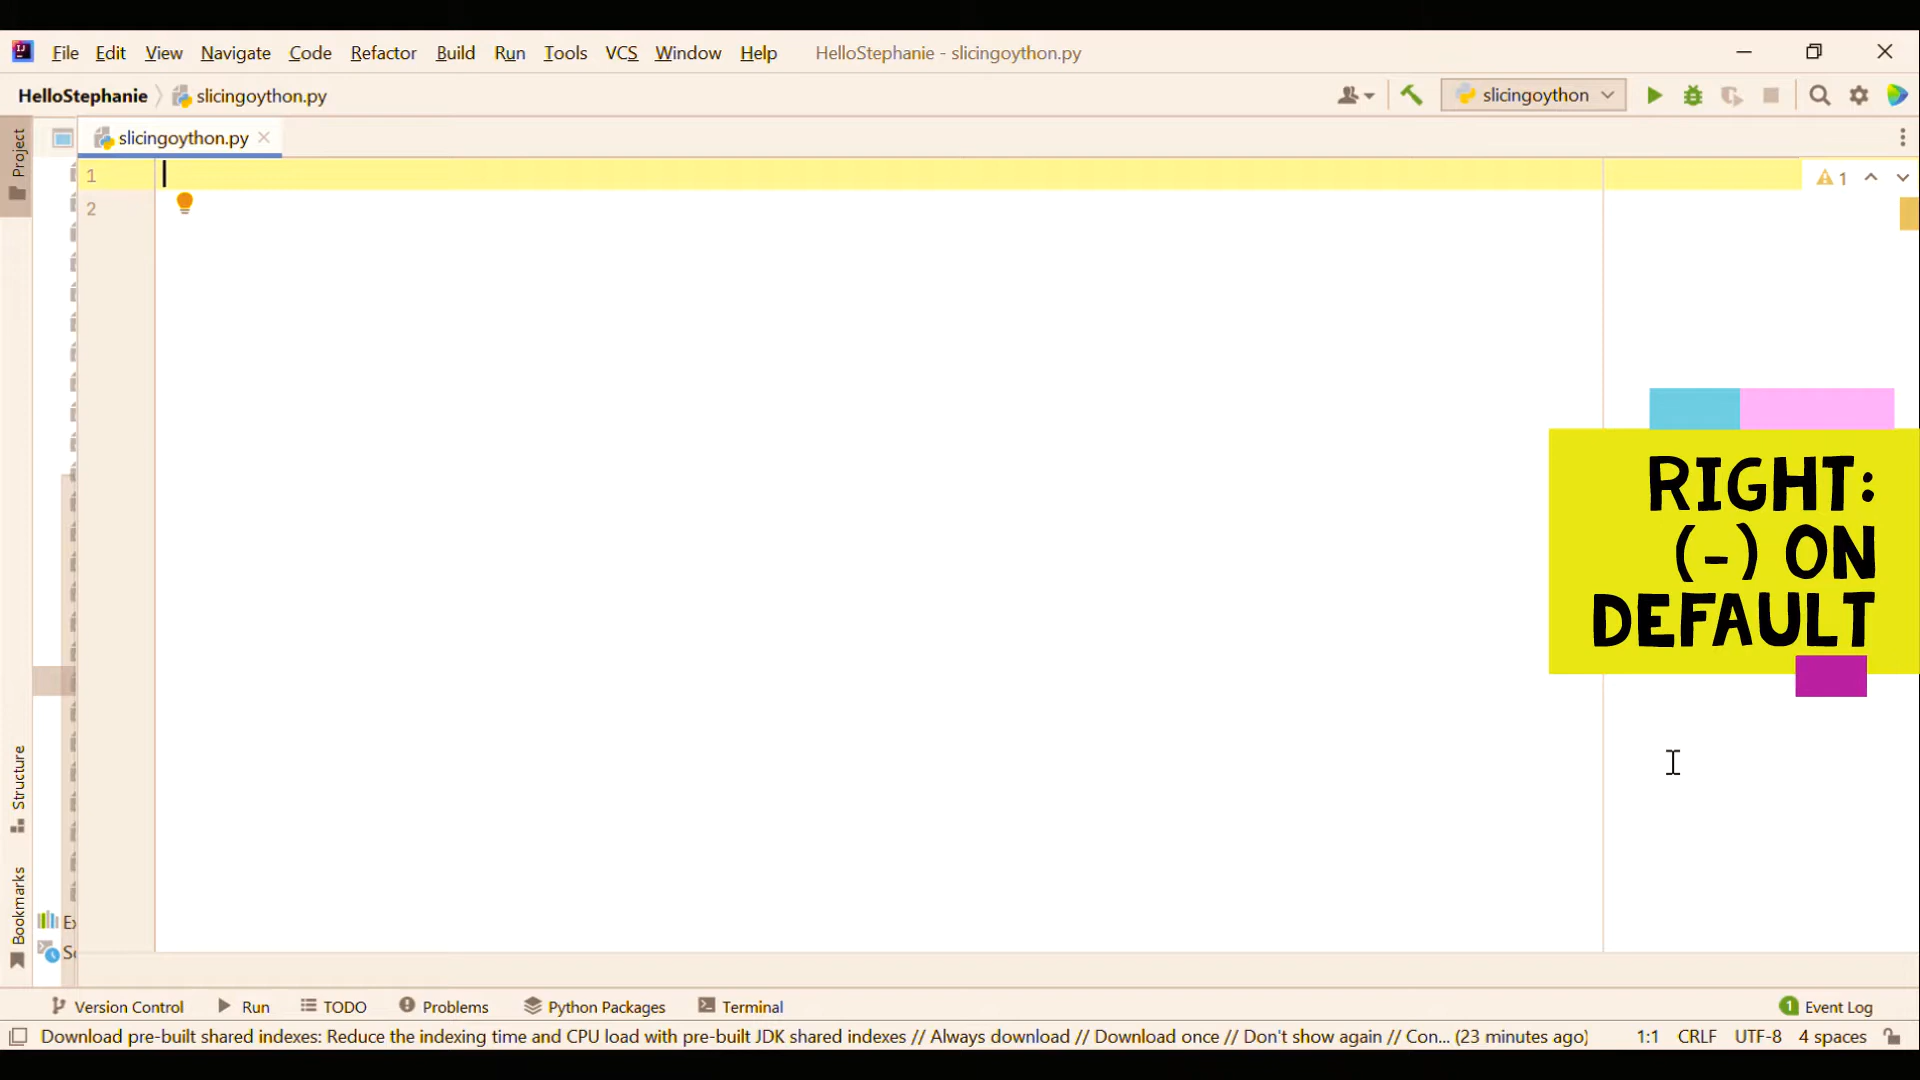 File Edit View Navigate Code Refactor Build Run Tools VCS Window Help HelloStephanie - slicingoython.py
HelloStephanie slicingoython.py slicingoython
Project
slicingoython.py
1
1
2
RIGHT:
(-) ON
DEFAULT
Structure
Bookmarks
Version Control Run TODO Problems Python Packages Terminal 1 Event Log
Download pre-built shared indexes: Reduce the indexing time and CPU load with pre-built JDK shared indexes // Always download // Download once // Don't show again // Con... (23 minutes ago) 1:1 CRLF UTF-8 4 spaces